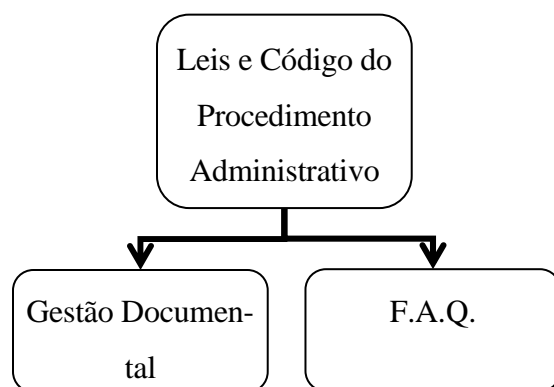 Leis e Código do
Procedimento
Administrativo
Gestão Documen-
tal
F.A.Q.